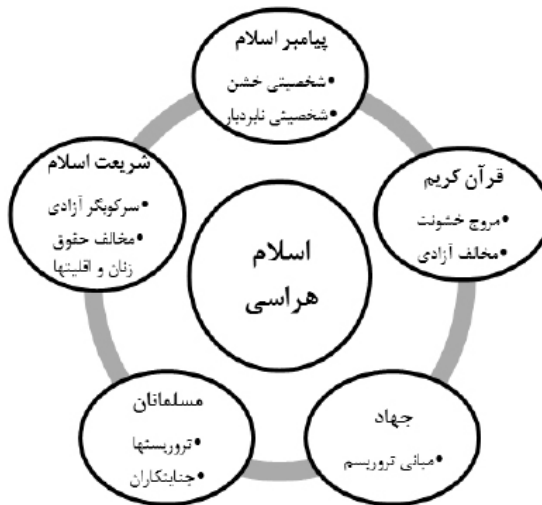 پیامبر اسلام
•شخصیتی خشن
•شخصیتی نابردبار
قرآن کریم
•مروج خشونت
•مخالف آزادی
جهاد
•مبانی تروریسم
مسلمانان
•تروریستها
•جنایتکاران
شریعت اسلام
•سرکوبگر آزادی
•مخالف حقوق
زنان و اقلیتها
اسلام
هراسی